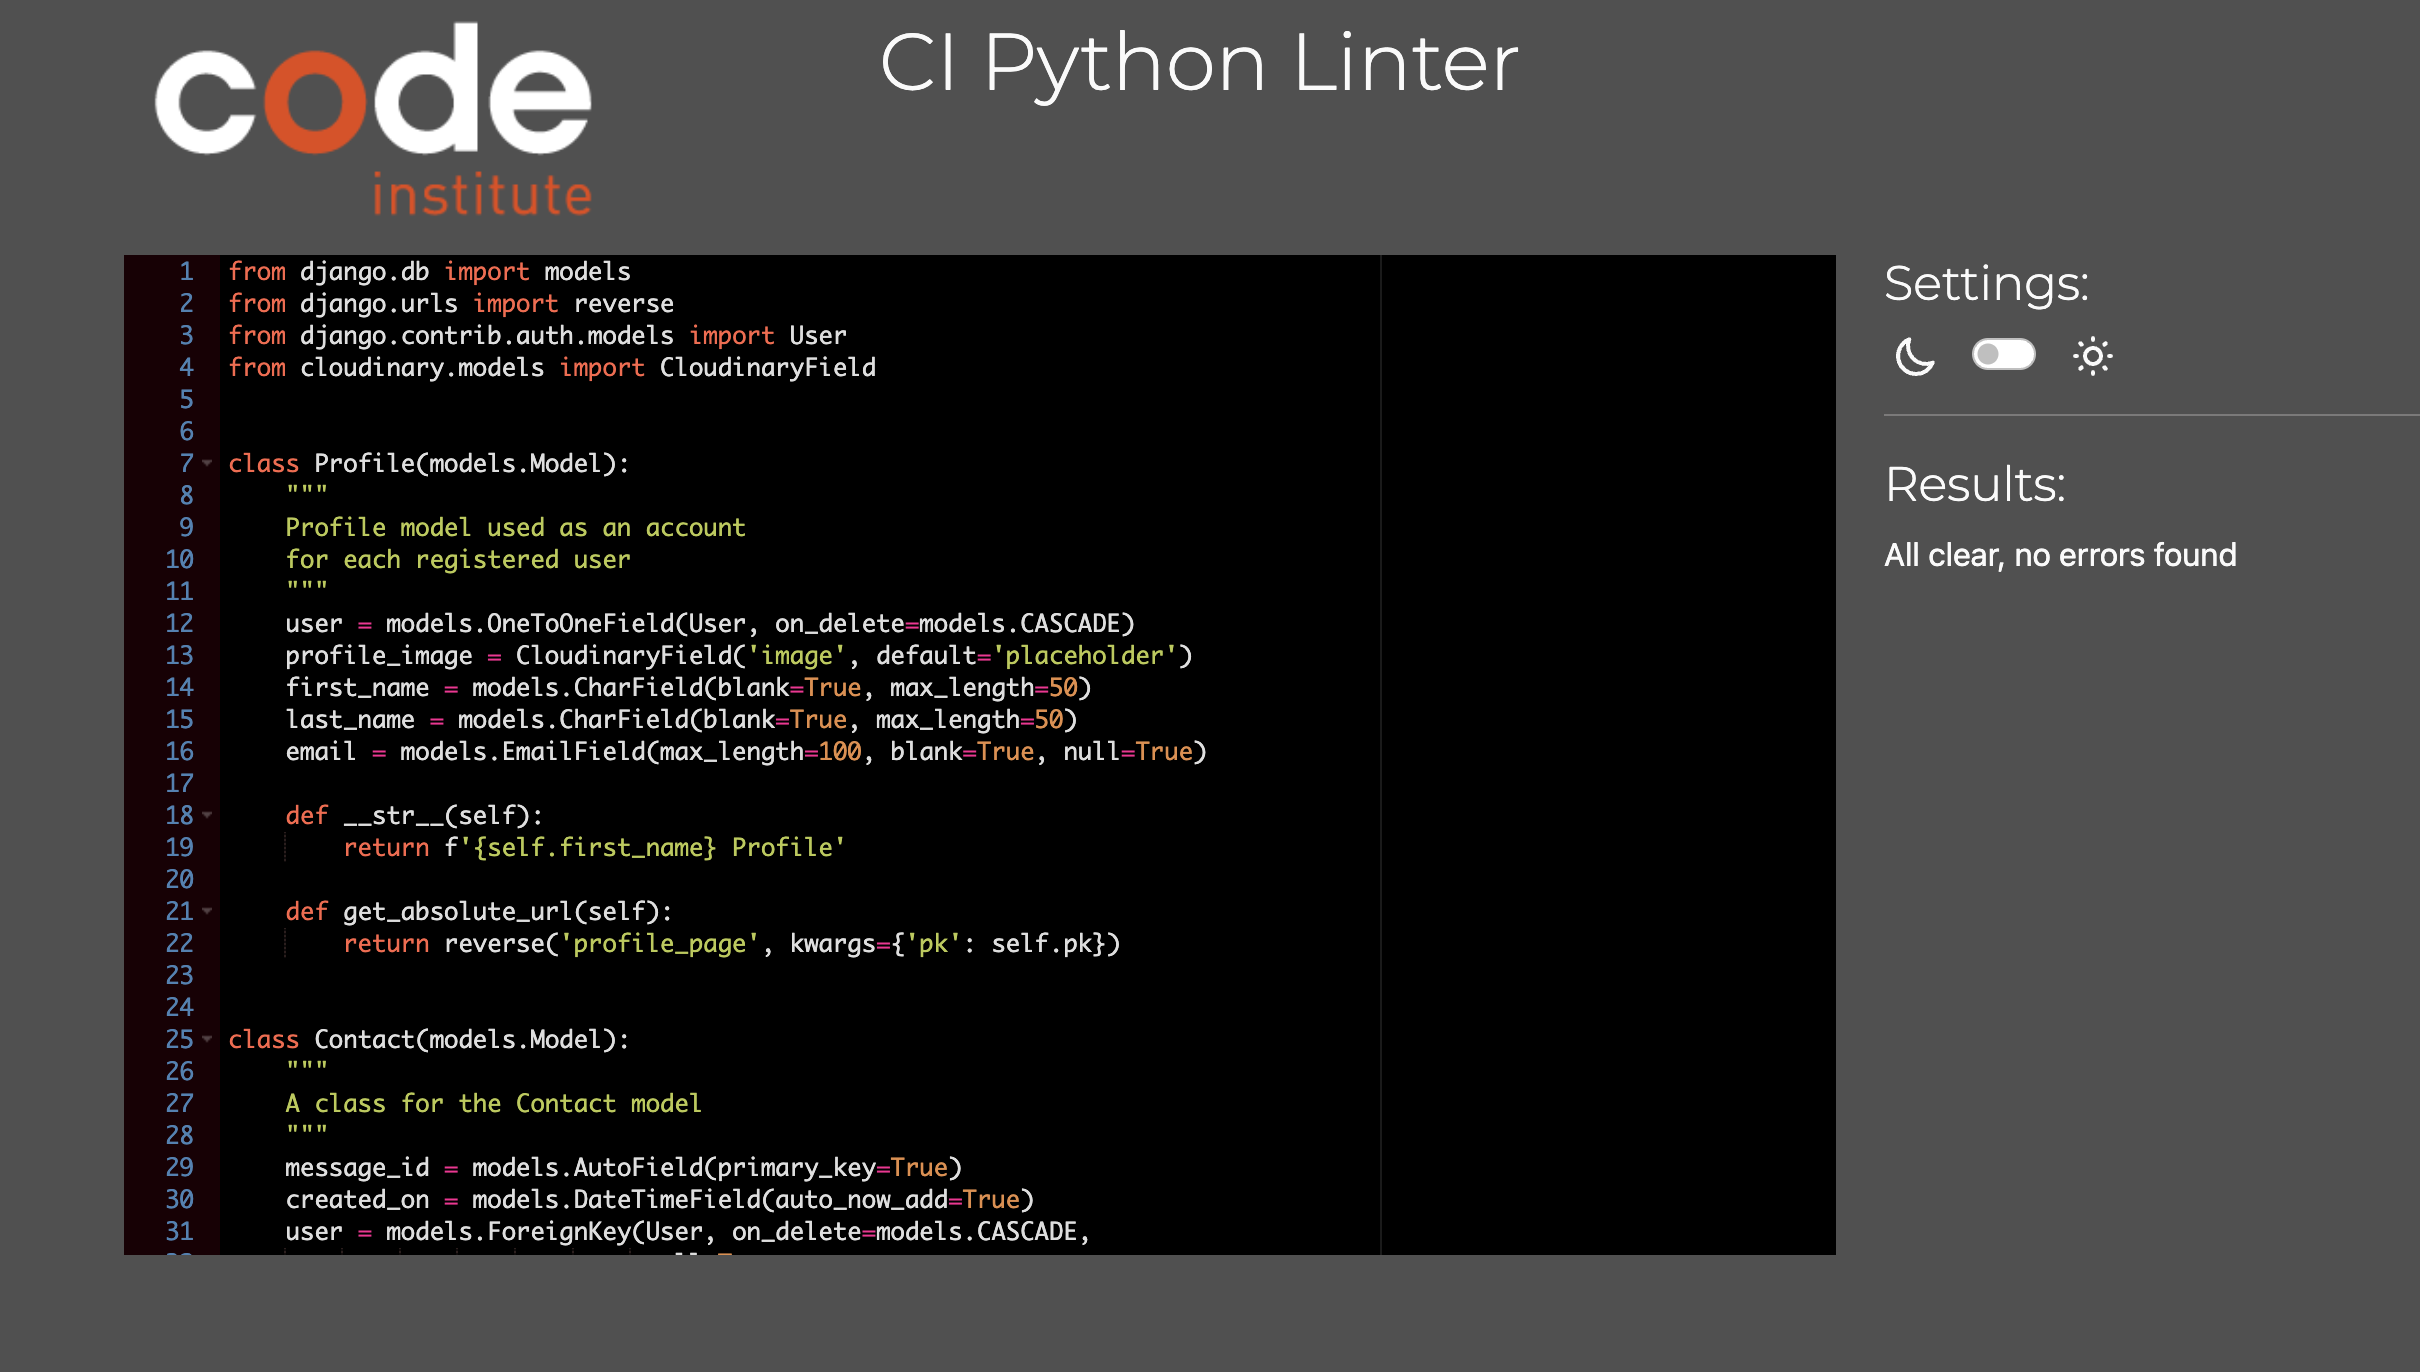 code
institute
CI Python Linter
1 from django.db import models
2 from django.urls import reverse
3 from django.contrib.auth.models import User
4 from cloudinary.models import CloudinaryField
5
6
7 class Profile(models.Model):
8     """
9     Profile model used as an account
10     for each registered user
11     """
12     user = models.OneToOneField(User, on_delete=models.CASCADE)
13     profile_image = CloudinaryField('image', default='placeholder')
14     first_name = models.CharField(blank=True, max_length=50)
15     last_name = models.CharField(blank=True, max_length=50)
16     email = models.EmailField(max_length=100, blank=True, null=True)
17
18     def __str__(self):
19         return f'{self.first_name} Profile'
20
21     def get_absolute_url(self):
22         return reverse('profile_page', kwargs={'pk': self.pk})
23
24
25 class Contact(models.Model):
26     """
27     A class for the Contact model
28     """
29     message_id = models.AutoField(primary_key=True)
30     created_on = models.DateTimeField(auto_now_add=True)
31     user = models.ForeignKey(User, on_delete=models.CASCADE,
Settings:
Results:
All clear, no errors found